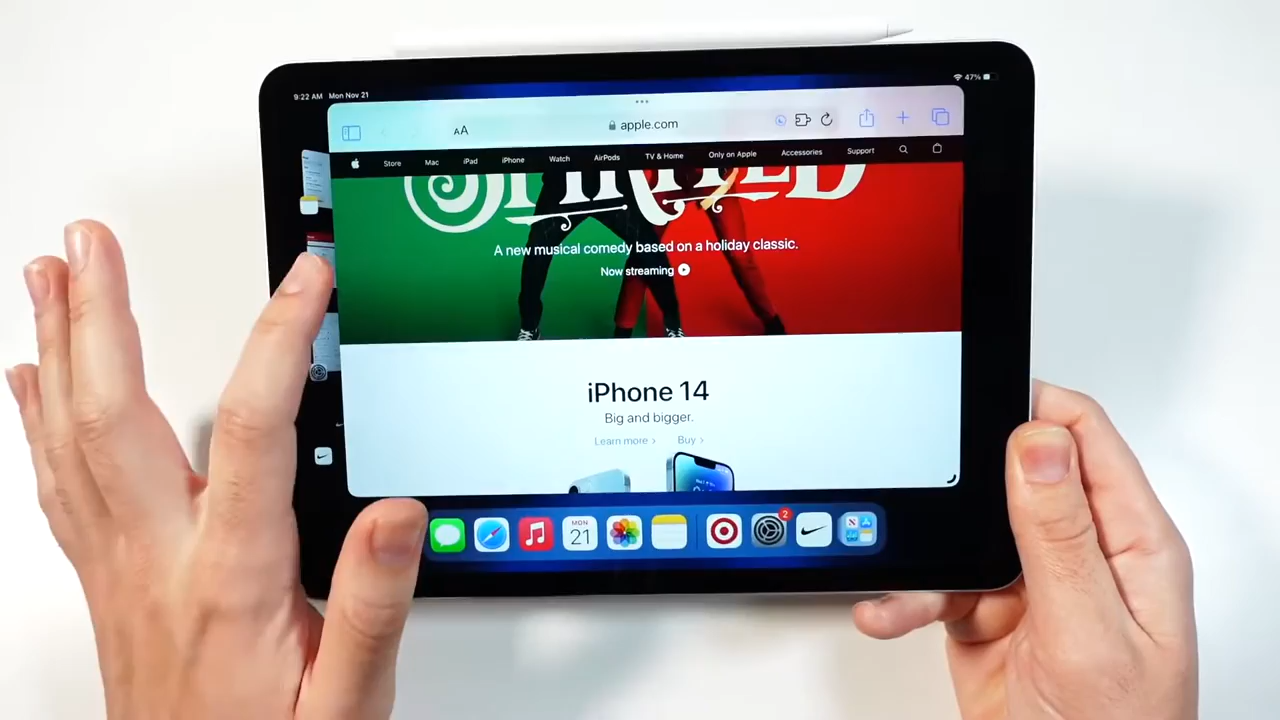 9:22 AM Mon Nov 21
47%
AA
apple.com
Store Mac iPad iPhone Watch AirPods TV & Home Only on Apple Accessories Support
SPIRITED
A new musical comedy based on a holiday classic.
Now streaming
iPhone 14
Big and bigger.
Learn more > Buy >
MON
21
2